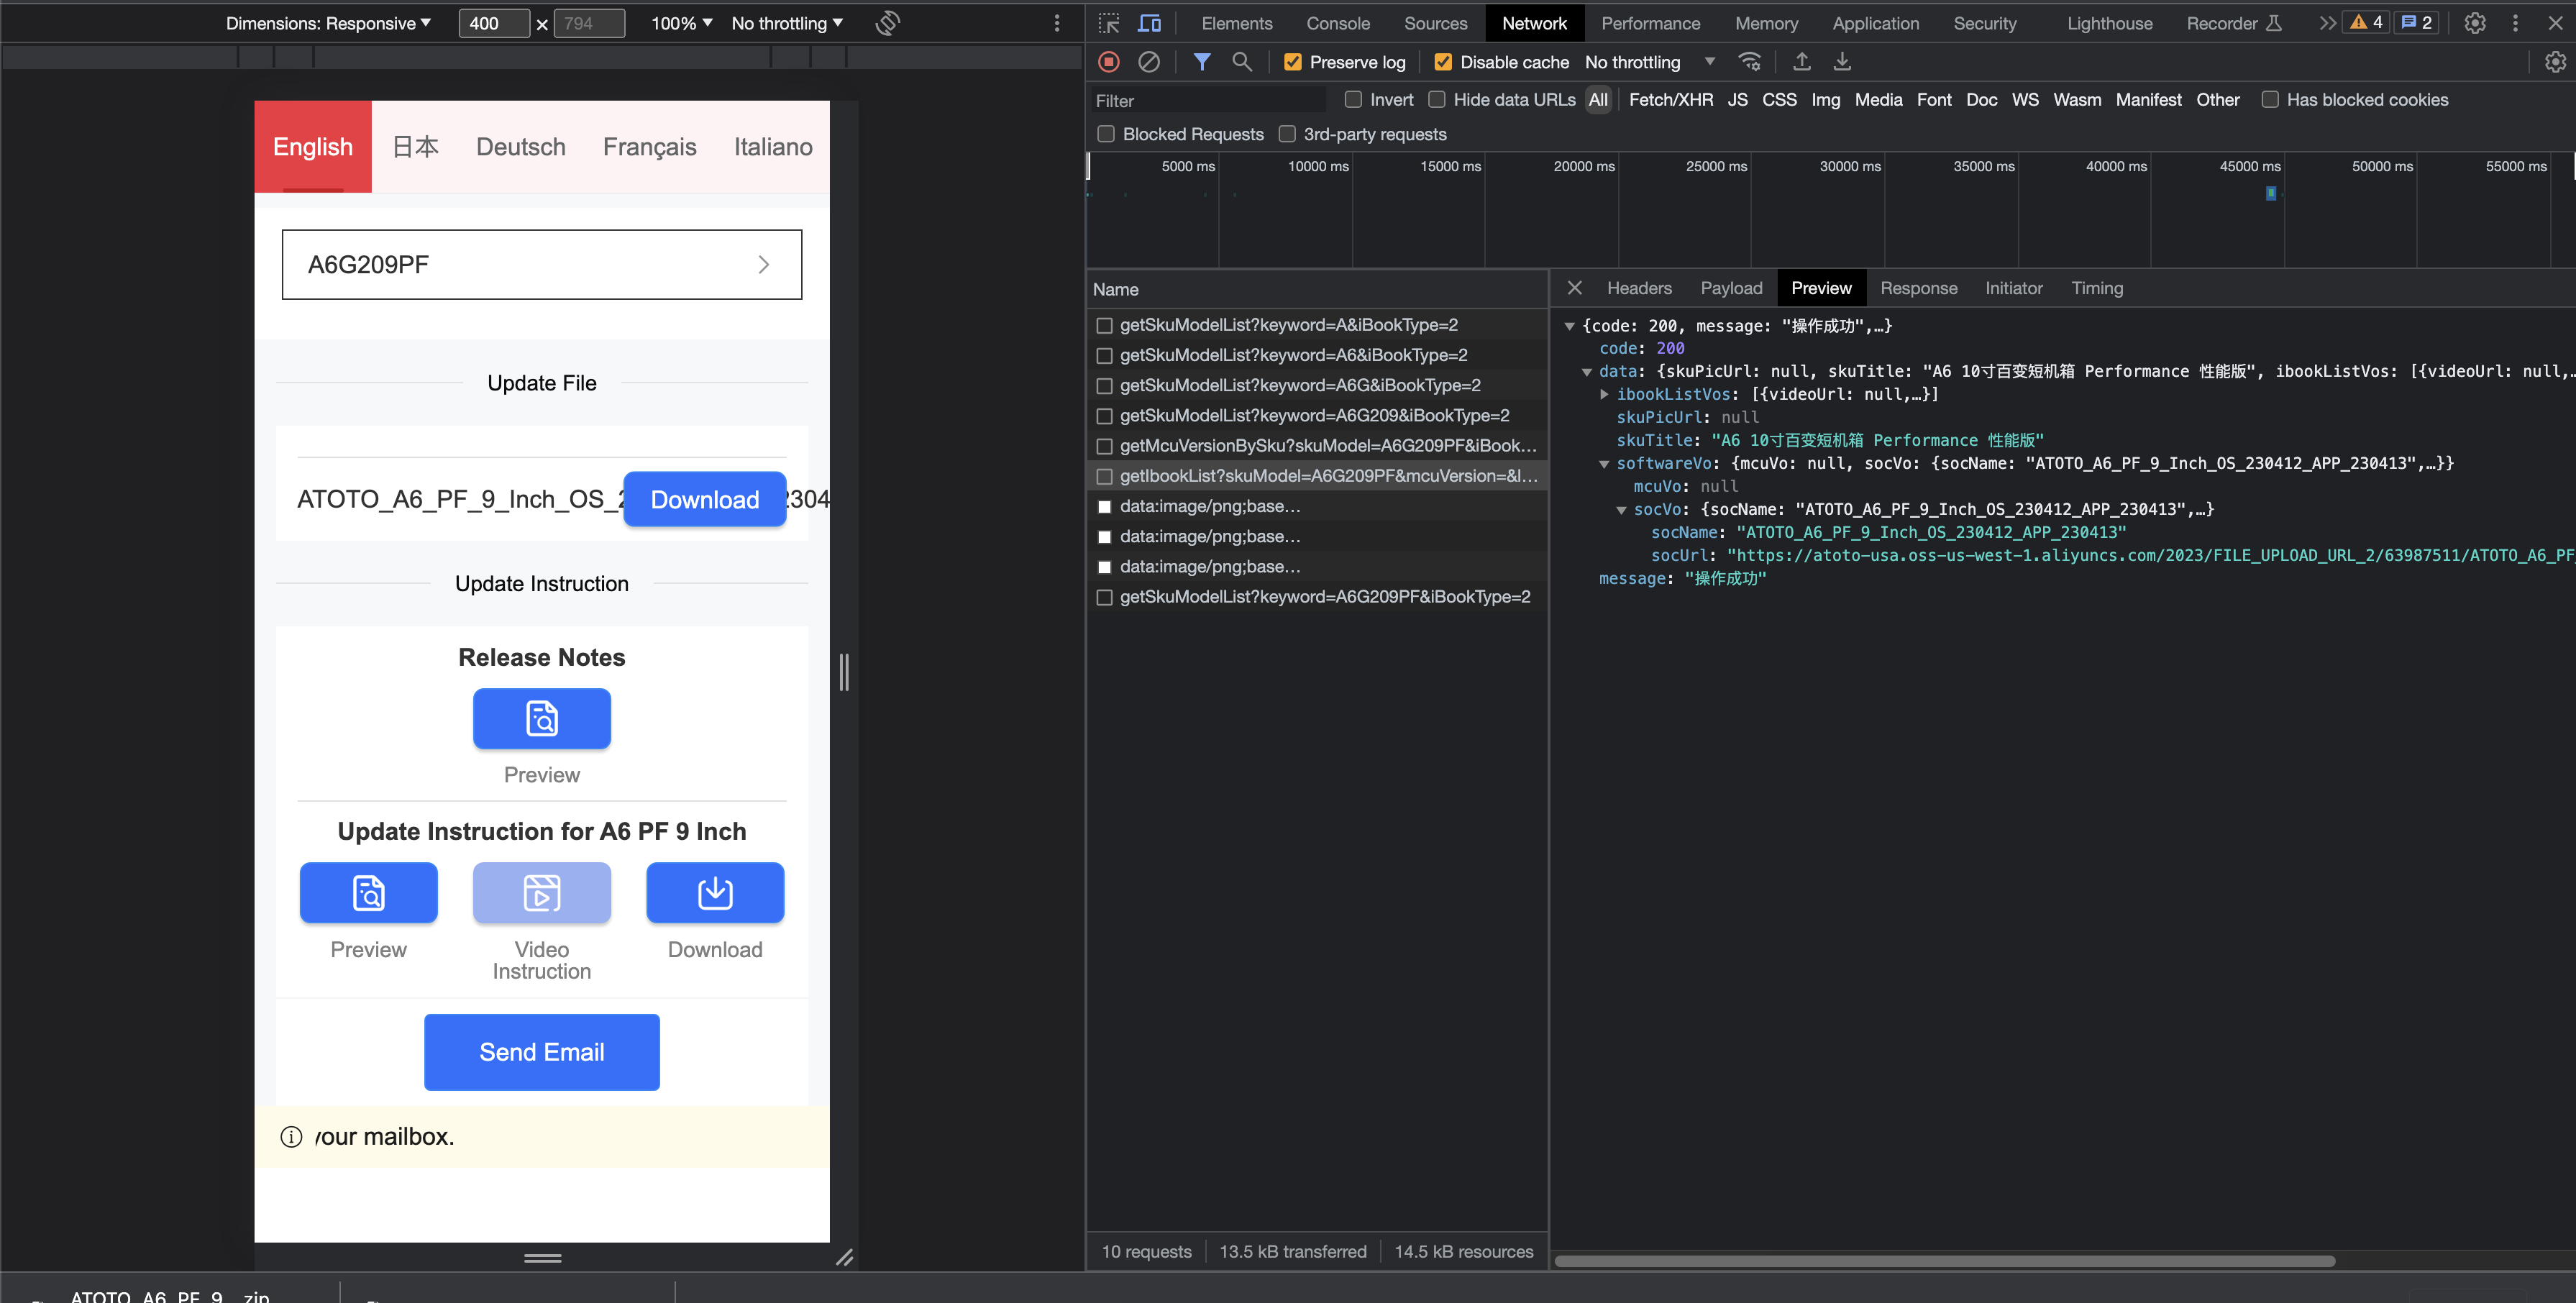 Dimensions: Responsive 400 × 794 100% No throttling
English 日本 Deutsch Français Italiano
A6G209PF
Update File
ATOTO_A6_PF_9_Inch_OS_2 Download 2304
Update Instruction
Release Notes
Preview
Update Instruction for A6 PF 9 Inch
Preview Video Instruction Download
Send Email
your mailbox.
ATOTO_A6_PF_9....zip
Elements Console Sources Network Performance Memory Application Security Lighthouse Recorder 4 2
Preserve log Disable cache No throttling
Filter Invert Hide data URLs All Fetch/XHR JS CSS Img Media Font Doc WS Wasm Manifest Other Has blocked cookies
Blocked Requests 3rd-party requests
5000 ms 10000 ms 15000 ms 20000 ms 25000 ms 30000 ms 35000 ms 40000 ms 45000 ms 50000 ms 55000 ms
Name
getSkuModelList?keyword=A&iBookType=2
getSkuModelList?keyword=A6&iBookType=2
getSkuModelList?keyword=A6G&iBookType=2
getSkuModelList?keyword=A6G209&iBookType=2
getMcuVersionBySku?skuModel=A6G209PF&iBook…
getIbookList?skuModel=A6G209PF&mcuVersion=&l…
data:image/png;base…
data:image/png;base…
data:image/png;base…
getSkuModelList?keyword=A6G209PF&iBookType=2
10 requests 13.5 kB transferred 14.5 kB resources
Headers Payload Preview Response Initiator Timing
{code: 200, message: "操作成功",…}
code: 200
data: {skuPicUrl: null, skuTitle: "A6 10寸百变短机箱 Performance 性能版", ibookListVos: [{videoUrl: null,…
ibookListVos: [{videoUrl: null,…}]
skuPicUrl: null
skuTitle: "A6 10寸百变短机箱 Performance 性能版"
softwareVo: {mcuVo: null, socVo: {socName: "ATOTO_A6_PF_9_Inch_OS_230412_APP_230413",…}}
mcuVo: null
socVo: {socName: "ATOTO_A6_PF_9_Inch_OS_230412_APP_230413",…}
socName: "ATOTO_A6_PF_9_Inch_OS_230412_APP_230413"
socUrl: "https://atoto-usa.oss-us-west-1.aliyuncs.com/2023/FILE_UPLOAD_URL_2/63987511/ATOTO_A6_PF
message: "操作成功"